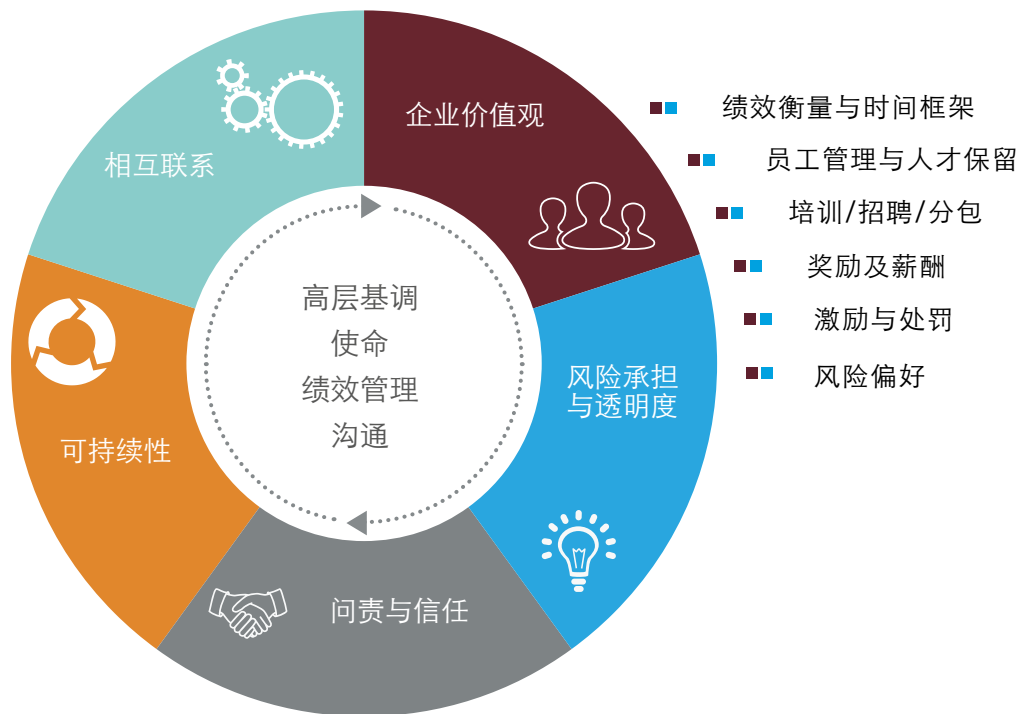 企业价值观
相互联系
绩效衡量与时间框架
员工管理与人才保留
培训/招聘/分包
奖励及薪酬
激励与处罚
风险偏好
高层基调
使命
绩效管理
沟通
风险承担
与透明度
可持续性
问责与信任